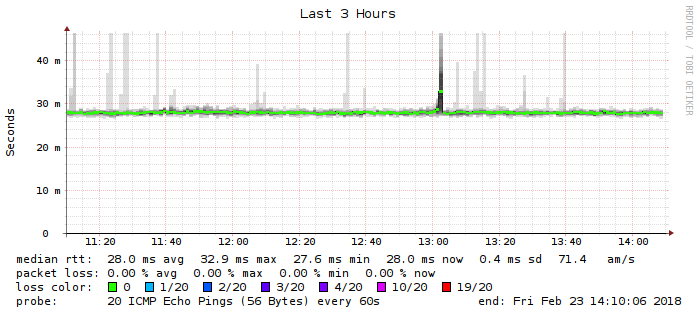 Last 3 Hours
RRDTOOL / TOBI OETIKER
Seconds
40 m
30 m
20 m
10 m
0
11:20 11:40 12:00 12:20 12:40 13:00 13:20 13:40 14:00
median rtt: 28.0 ms avg 32.9 ms max 27.6 ms min 28.0 ms now 0.4 ms sd 71.4 am/s
packet loss: 0.00 % avg 0.00 % max 0.00 % min 0.00 % now
loss color: 0 1/20 2/20 3/20 4/20 10/20 19/20
probe: 20 ICMP Echo Pings (56 Bytes) every 60s end: Fri Feb 23 14:10:06 2018